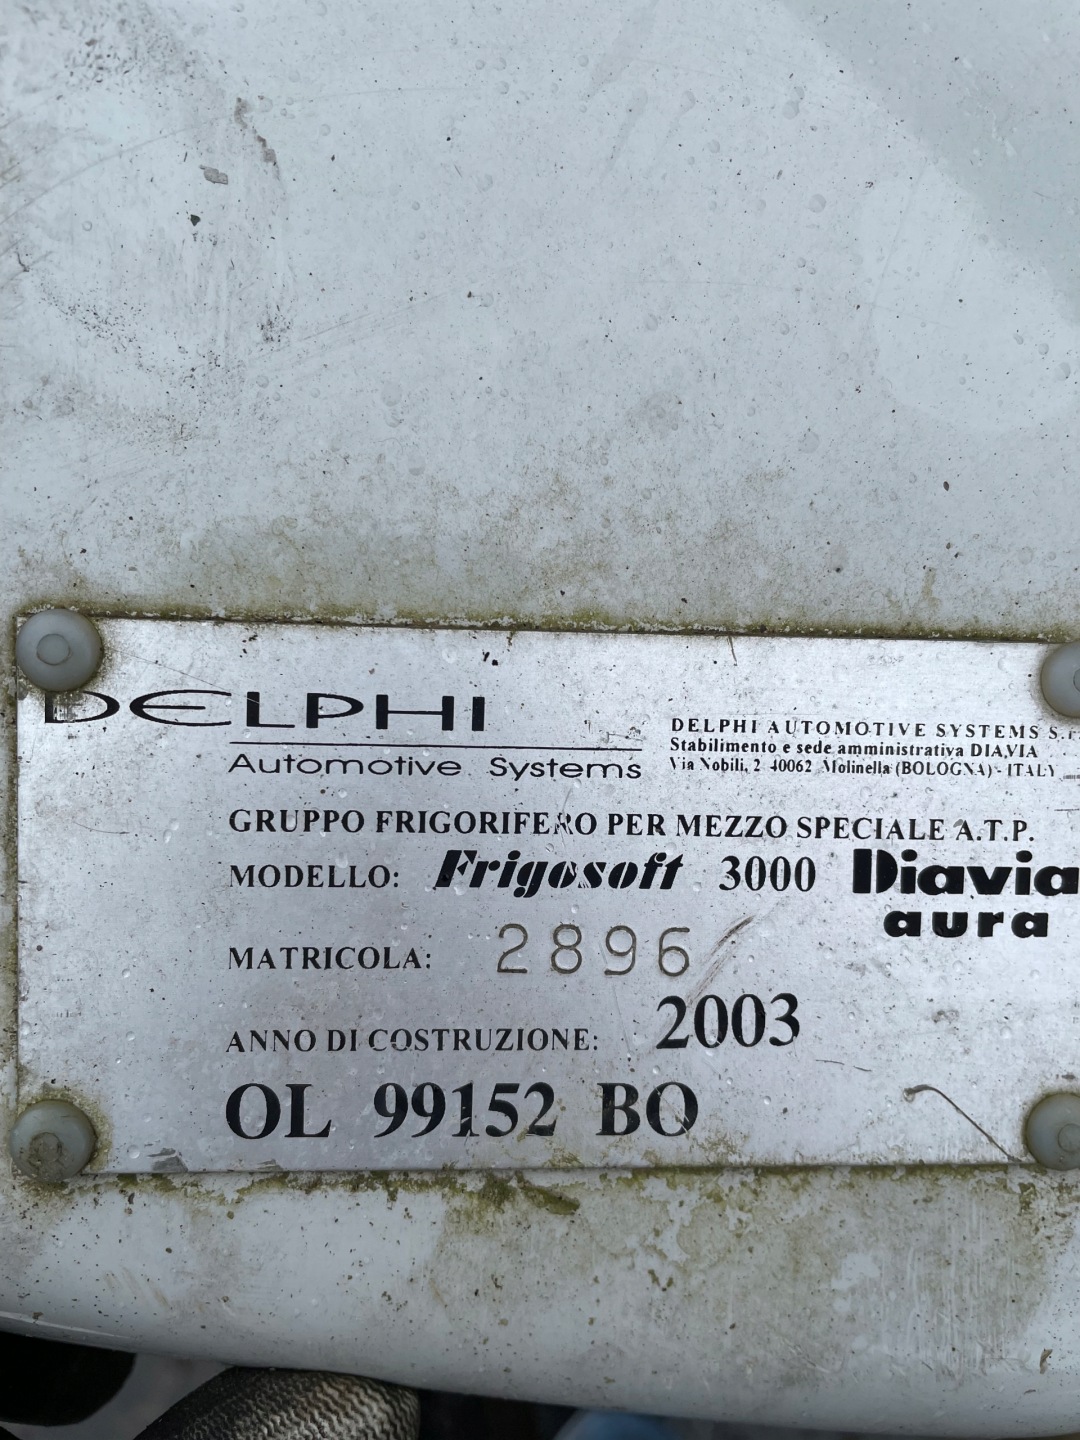 DELPHI
Automotive Systems
DELPHI AUTOMOTIVE SYSTEMS S.r.
Stabilimento e sede amministrativa DIAVIA
Via Nobili, 2 40062 Molinella (BOLOGNA) - ITALY
GRUPPO FRIGORIFERO PER MEZZO SPECIALE A.T.P.
MODELLO: Frigosoft 3000 Diavia
aura
MATRICOLA: 2896
ANNO DI COSTRUZIONE: 2003
OL 99152 BO